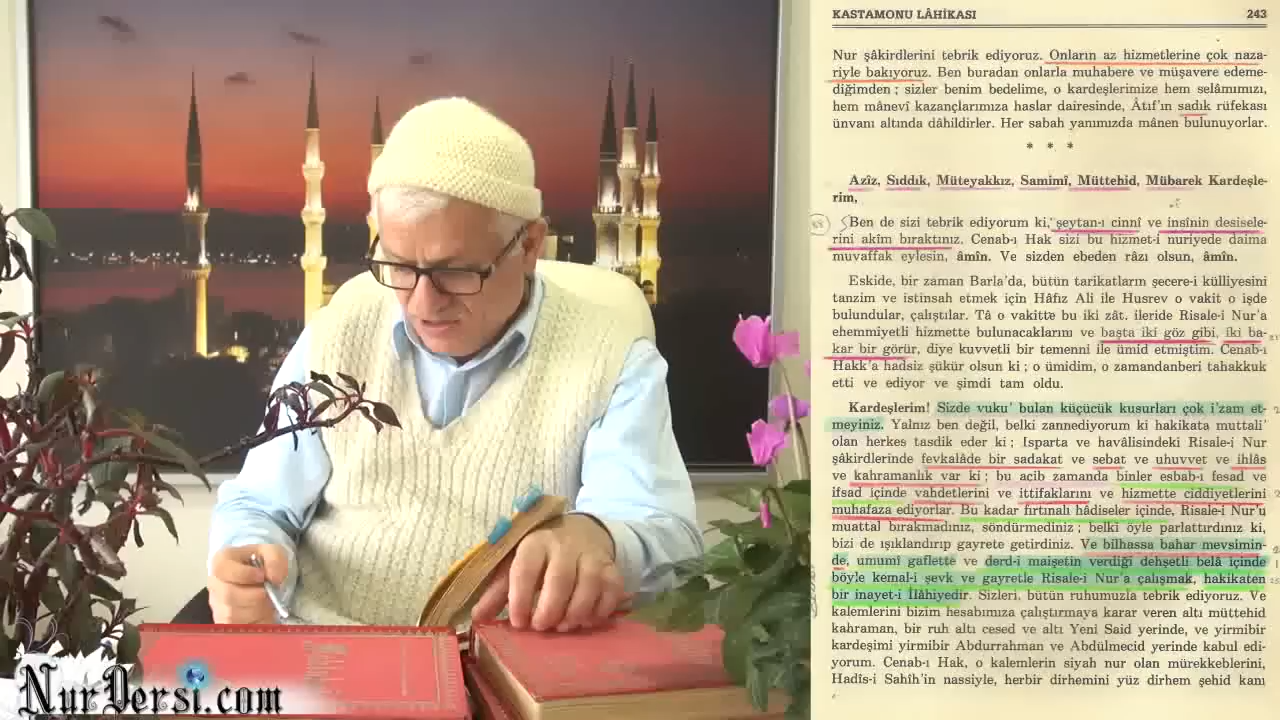 KASTAMONU LÂHİKASI 243
Nur şâkirdlerini tebrik ediyoruz. Onların az hizmetlerine çok naza-
riyle bakıyoruz. Ben buradan onlarla muhabere ve müşavere edeme-
diğimden ; sizler benim bedelime, o kardeşlerimize hem selâmımızı,
hem mânevî kazançlarımıza haslar dairesinde, Âtıf'ın sadık rüfekası
ünvanı altında dâhildirler. Her sabah yanımızda mânen bulunuyorlar.
* * *
Azîz, Sıddık, Müteyakkız, Samimî, Müttehid, Mübarek Kardeşle-
rim,
Ben de sizi tebrik ediyorum ki, şeytan-ı cinnî ve insînin desisele-
rini akîm bıraktınız. Cenab-ı Hak sizi bu hizmet-i nuriyede daima
muvaffak eylesin, âmîn. Ve sizden ebeden râzı olsun, âmîn.
Eskide, bir zaman Barla'da, bütün tarikatların şecere-i külliyesini
tanzim ve istinsah etmek için Hâfız Ali ile Husrev o vakit o işde
bulundular, çalıştılar. Tâ o vakitte bu iki zât. ileride Risale-i Nur'a
ehemmiyetli hizmette bulunacaklarını ve başta iki göz gibi, iki ba-
kar bir görür, diye kuvvetli bir temenni ile ümid etmiştim. Cenab-ı
Hakk'a hadsiz şükür olsun ki ; o ümidim, o zamandanberi tahakkuk
etti ve ediyor ve şimdi tam oldu.
Kardeşlerim! Sizde vuku' bulan küçücük kusurları çok i'zam et-
meyiniz. Yalnız ben değil, belki zannediyorum ki hakikata muttali'
olan herkes tasdik eder ki ; Isparta ve havâlisindeki Risale-i Nur
şâkirdlerinde fevkalâde bir sadakat ve sebat ve uhuvvet ve ihlâs
ve kahramanlık var ki ; bu acib zamanda binler esbab-ı fesad ve
ifsad içinde vahdetlerini ve ittifaklarını ve hizmette ciddiyetlerini
muhafaza ediyorlar. Bu kadar fırtınalı hâdiseler içinde, Risale-i Nur'u
muattal bırakmadınız, söndürmediniz ; belki öyle parlattırdınız ki,
bizi de ışıklandırıp gayrete getirdiniz. Ve bilhassa bahar mevsimin-
de, umumî gaflette ve derd-i maişetin verdiği dehşetli belâ içinde
böyle kemal-i şevk ve gayretle Risale-i Nur'a çalışmak, hakikaten
bir inayet-i İlâhiyedir. Sizleri, bütün ruhumuzla tebrik ediyoruz. Ve
kalemlerini bizim hesabımıza çalıştırmaya karar veren altı müttehid
kahraman, bir ruh altı cesed ve altı Yeni Said yerinde, ve yirmibir
kardeşimi yirmibir Abdurrahman ve Abdülmecid yerinde kabul edi-
yorum. Cenab-ı Hak, o kalemlerin siyah nur olan mürekkeblerini,
Hadîs-i Sahîh'in nassiyle, herbir dirhemini yüz dirhem şehid kanı
NurDersi.com